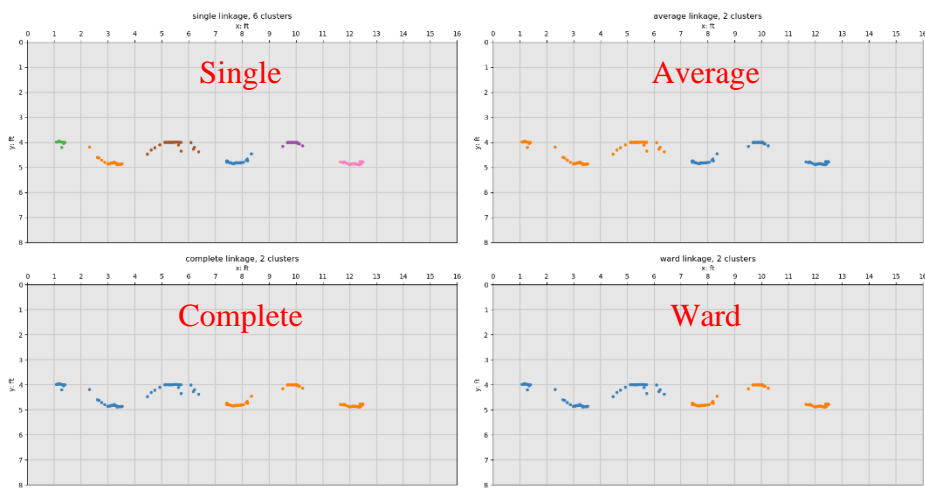 single linkage, 6 clusters
x: ft
0 1 2 3 4 5 6 7 8 9 10 11 12 13 14 15 16
Single
y: ft
0
1
2
3
4
5
6
7
8
average linkage, 2 clusters
x: ft
0 1 2 3 4 5 6 7 8 9 10 11 12 13 14 15 16
Average
y: ft
0
1
2
3
4
5
6
7
8
complete linkage, 2 clusters
x: ft
0 1 2 3 4 5 6 7 8 9 10 11 12 13 14 15 16
Complete
y: ft
0
1
2
3
4
5
6
7
8
ward linkage, 2 clusters
x: ft
0 1 2 3 4 5 6 7 8 9 10 11 12 13 14 15 16
Ward
y: ft
0
1
2
3
4
5
6
7
8